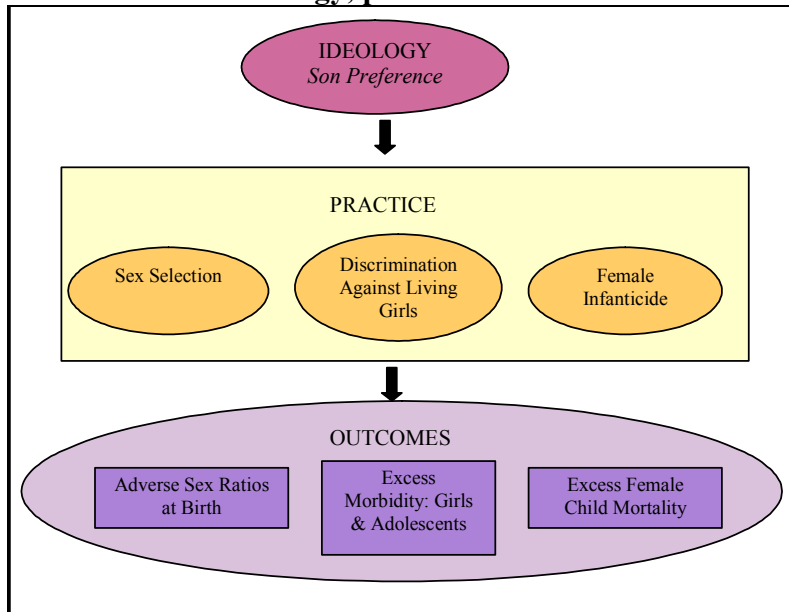 IDEOLOGY
Son Preference
PRACTICE
Sex Selection
Discrimination
Against Living
Girls
Female
Infanticide
OUTCOMES
Adverse Sex Ratios
at Birth
Excess
Morbidity: Girls
& Adolescents
Excess Female
Child Mortality